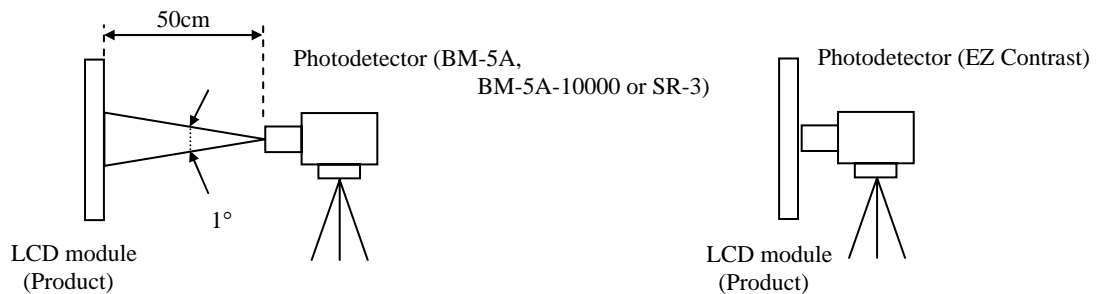 50cm
Photodetector (BM-5A,
BM-5A-10000 or SR-3)
1°
LCD module
(Product)
Photodetector (EZ Contrast)
LCD module
(Product)